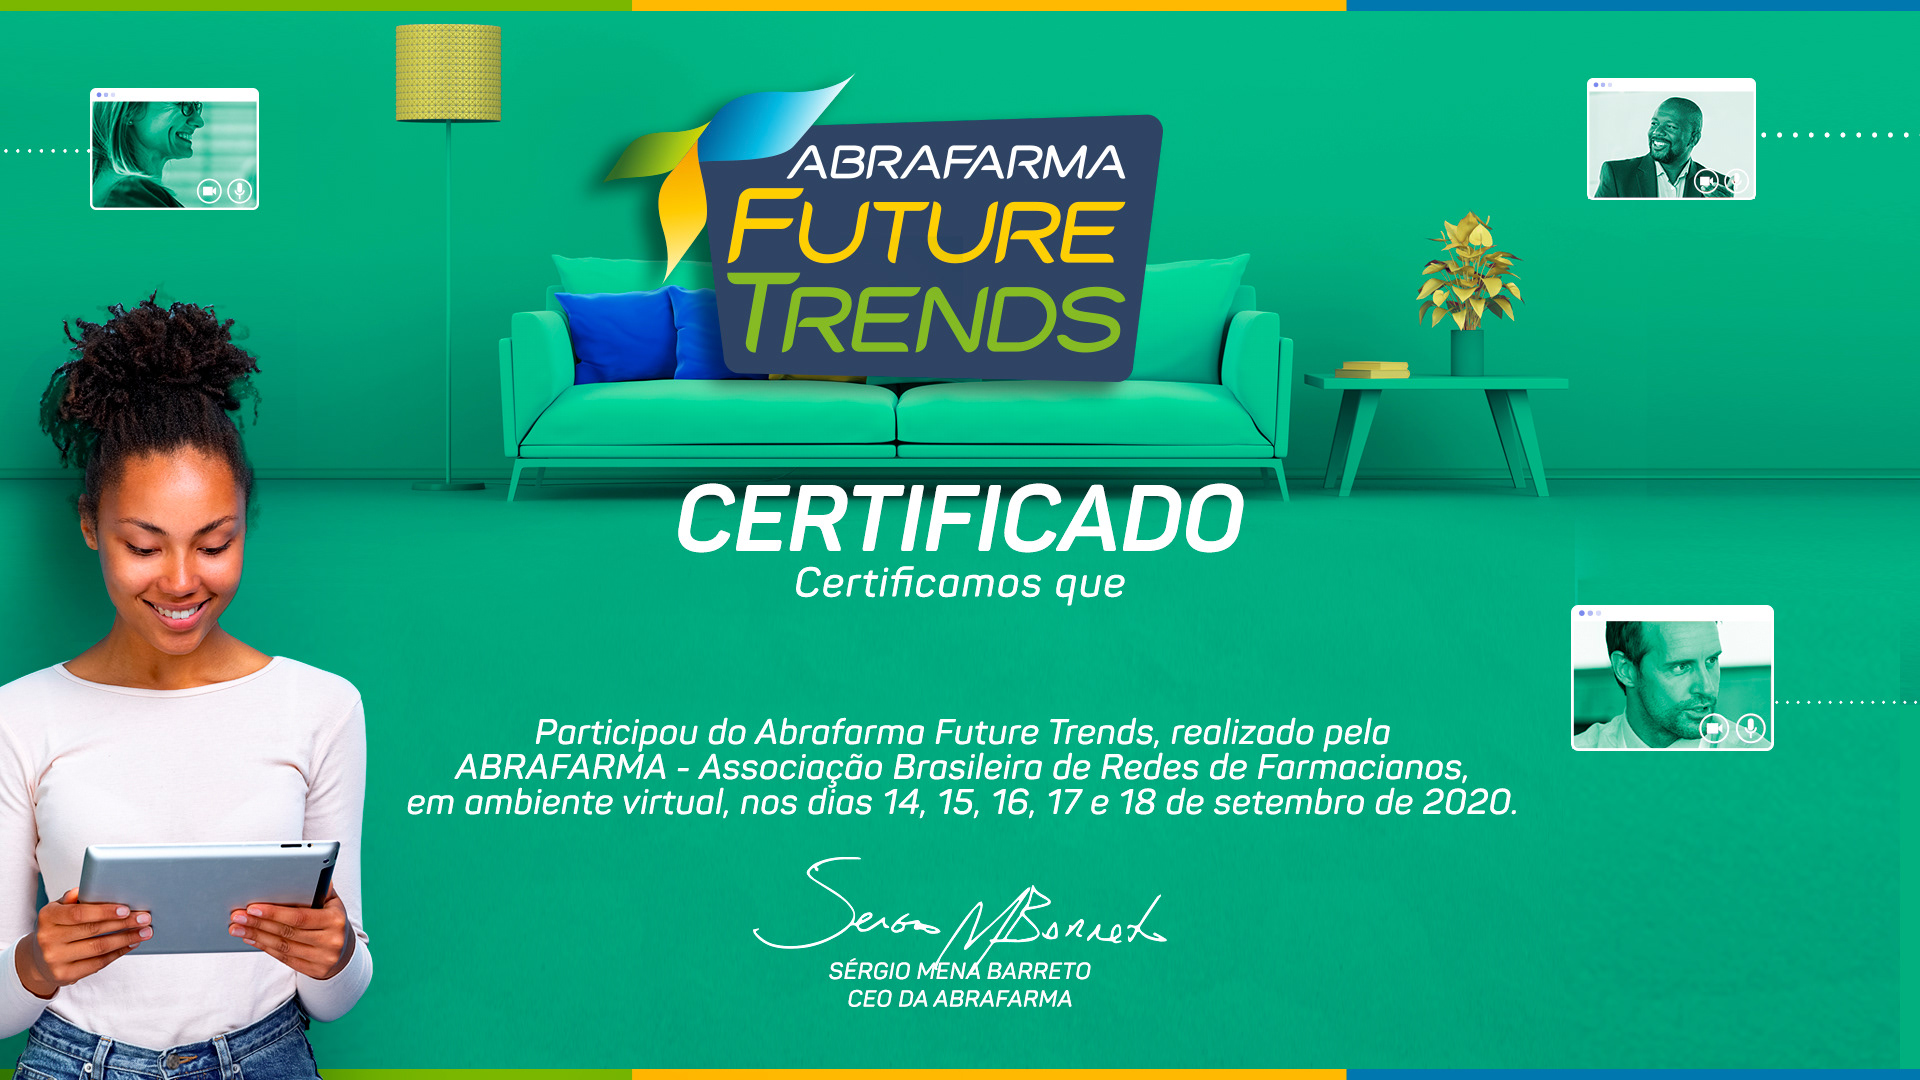 ABRAFARMA
FUTURE
TRENDS
CERTIFICADO
Certificamos que
Participou do Abrafarma Future Trends, realizado pela
ABRAFARMA - Associação Brasileira de Redes de Farmacianos,
em ambiente virtual, nos dias 14, 15, 16, 17 e 18 de setembro de 2020.
Sergio M Barreto
SÉRGIO MENA BARRETO
CEO DA ABRAFARMA